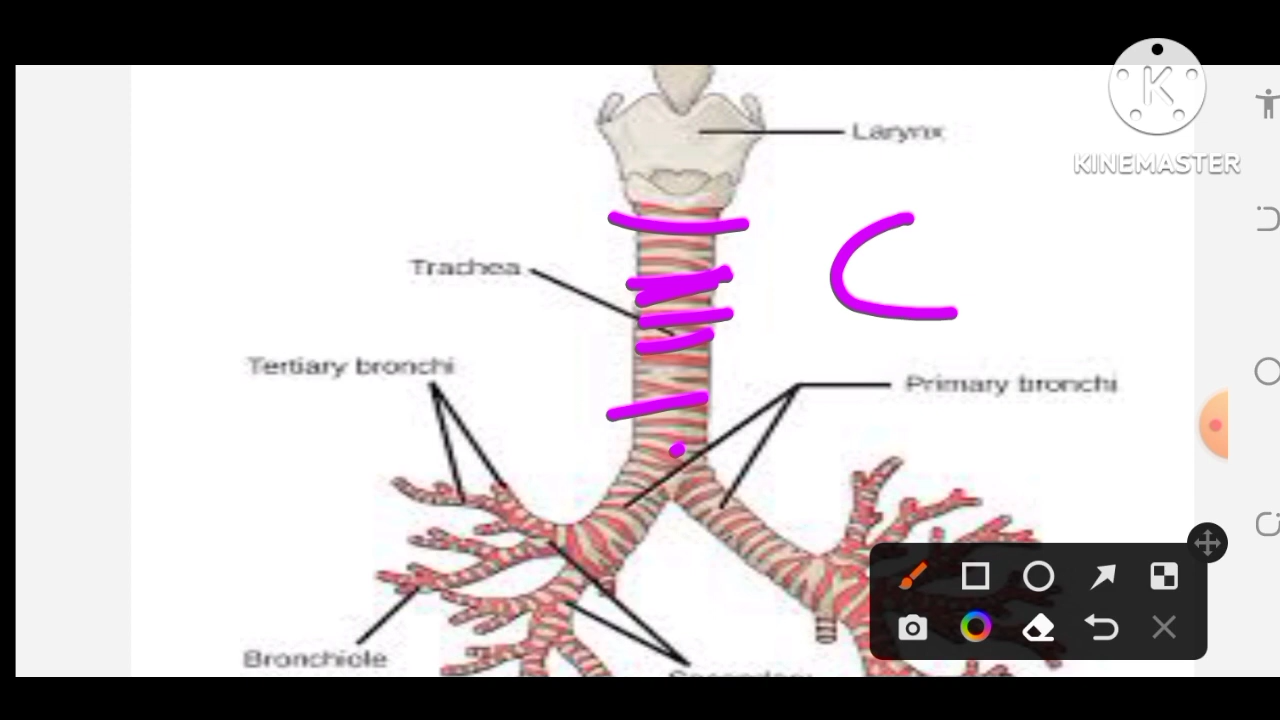 Larynx
KINEMASTER
Trachea
Tertiary bronchi
Primary bronchi
Bronchiole
C